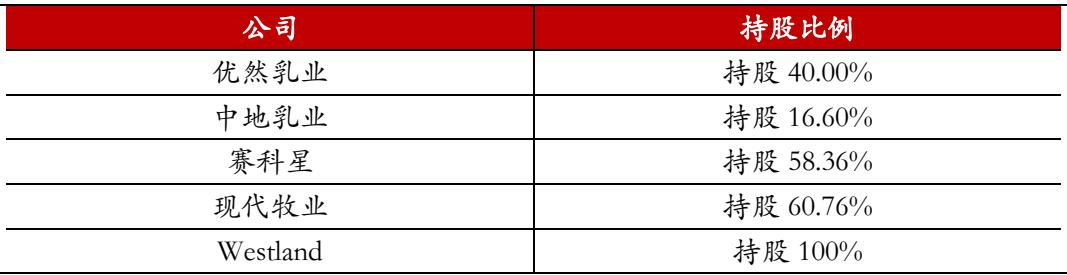 公司 持股比例
优然乳业 持股 40.00%
中地乳业 持股 16.60%
赛科星 持股 58.36%
现代牧业 持股 60.76%
Westland 持股 100%